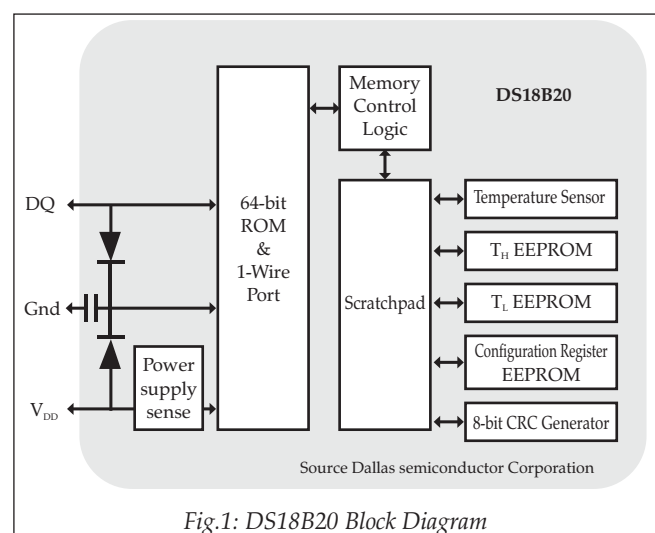 DS18B20
Memory
Control
Logic
DQ
64-bit
ROM
&
1-Wire
Port
Temperature Sensor
TH EEPROM
Gnd
Scratchpad
TL EEPROM
Power
supply
sense
Configuration Register
EEPROM
VDD
8-bit CRC Generator
Source Dallas semiconductor Corporation
Fig.1: DS18B20 Block Diagram